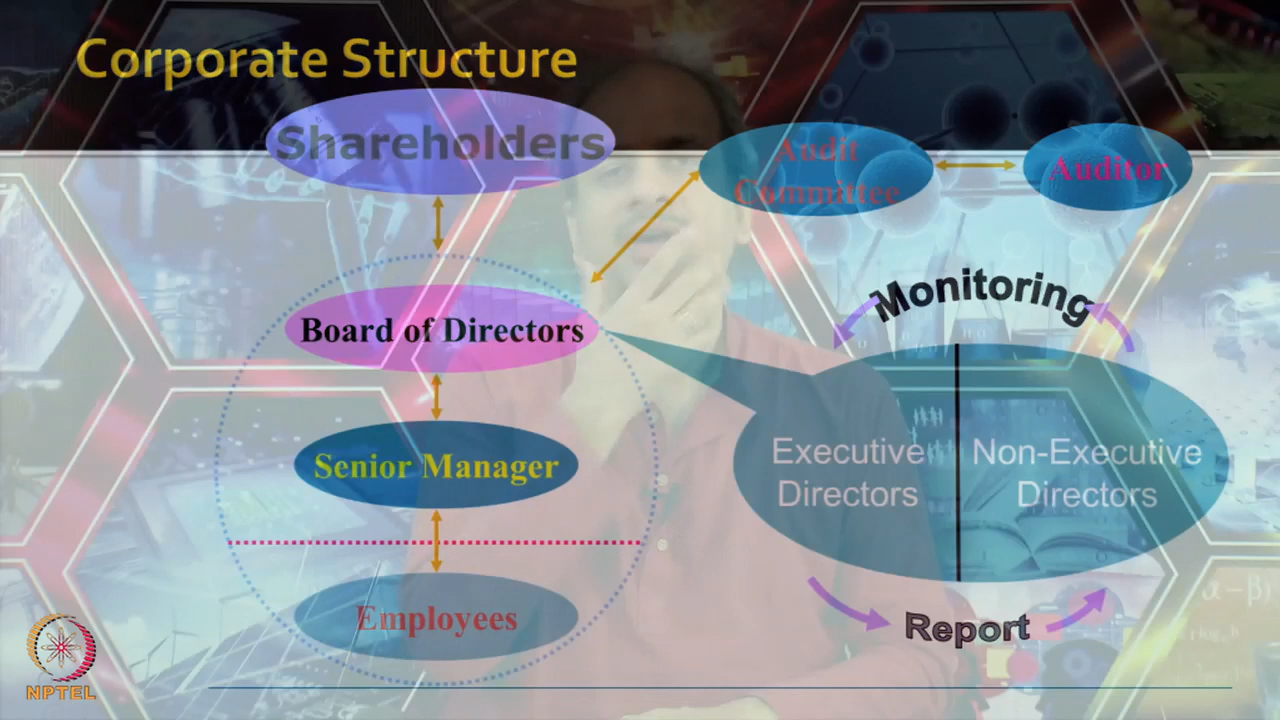 Corporate Structure
Shareholders
Audit
Committee
Auditor
Monitoring
Board of Directors
Executive
Directors
Non-Executive
Directors
Senior Manager
Employees
Report
NPTEL